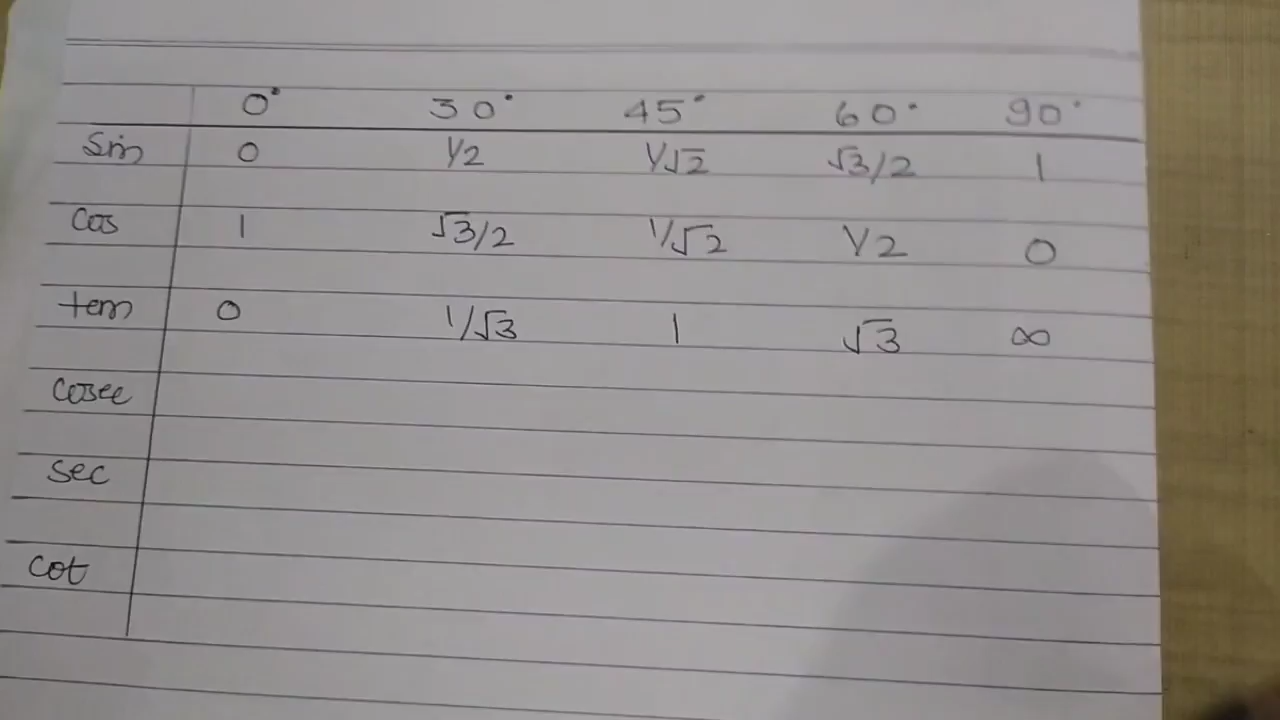 0° 30° 45° 60° 90°
Sin 0 1/2 1/√2 √3/2 1
Cos 1 √3/2 1/√2 1/2 0
tan 0 1/√3 1 √3 ∞
Cosec
Sec
Cot